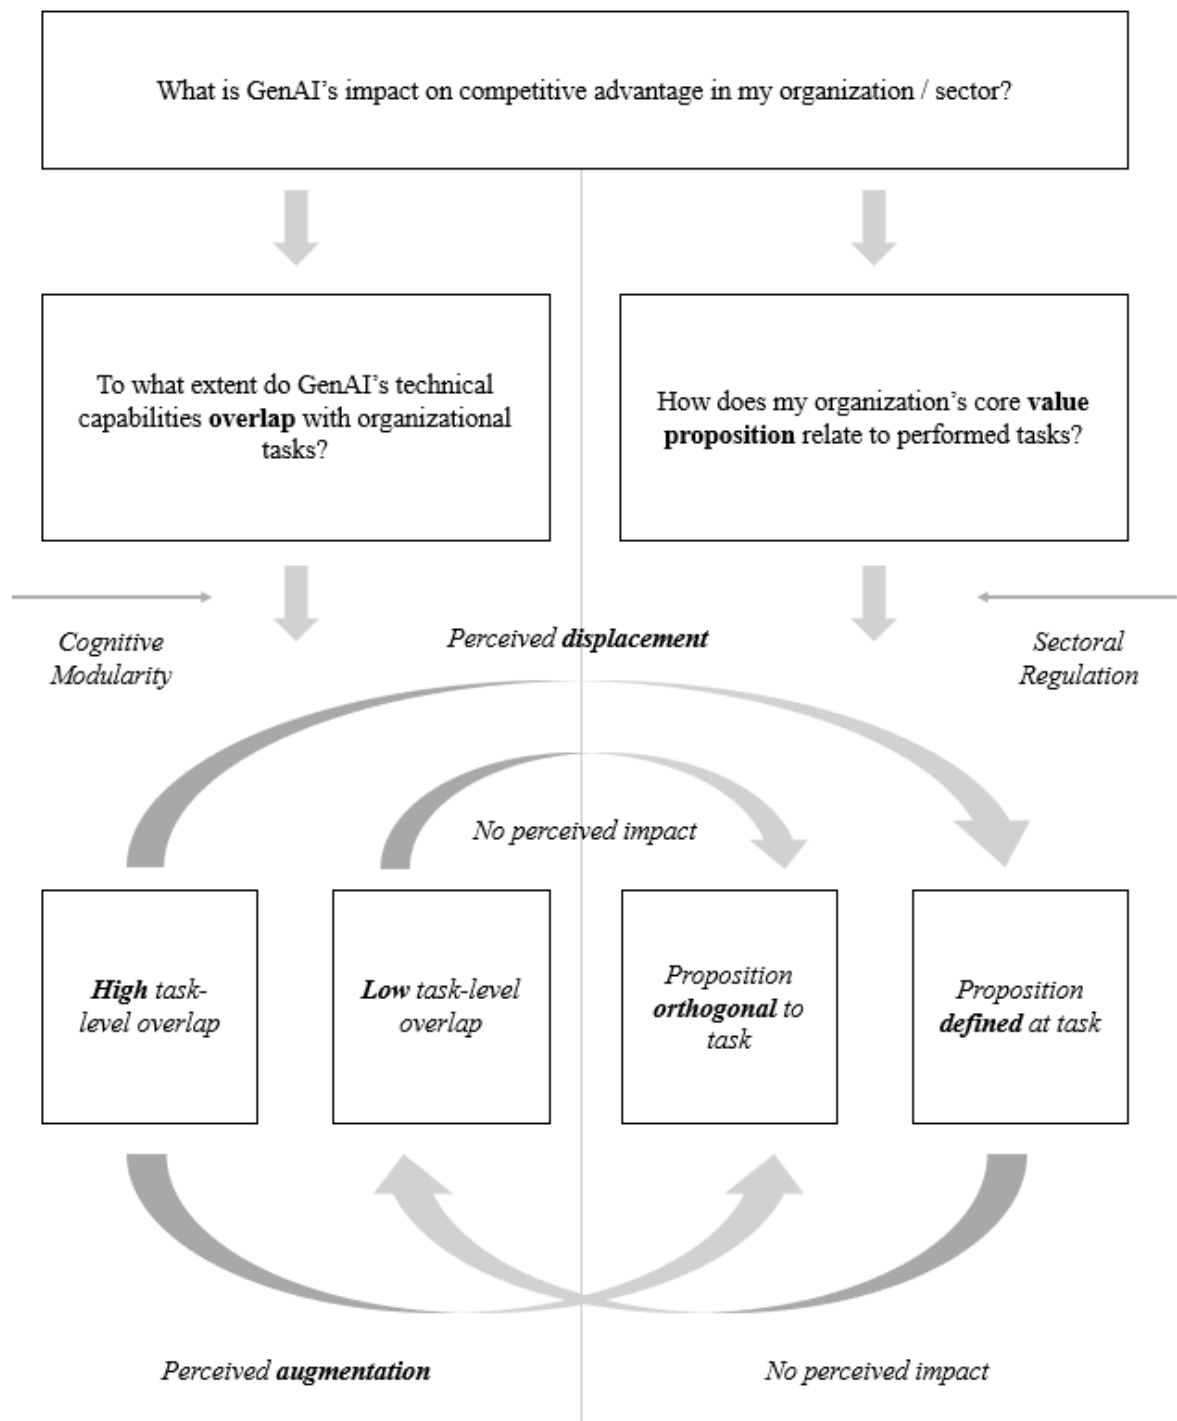 What is GenAI’s impact on competitive advantage in my organization / sector?
To what extent do GenAI’s technical
capabilities overlap with organizational
tasks?
How does my organization’s core value
proposition relate to performed tasks?
Cognitive
Modularity
Perceived displacement
Sectoral
Regulation
No perceived impact
High task-
level overlap
Low task-level
overlap
Proposition
orthogonal to
task
Proposition
defined at task
Perceived augmentation
No perceived impact